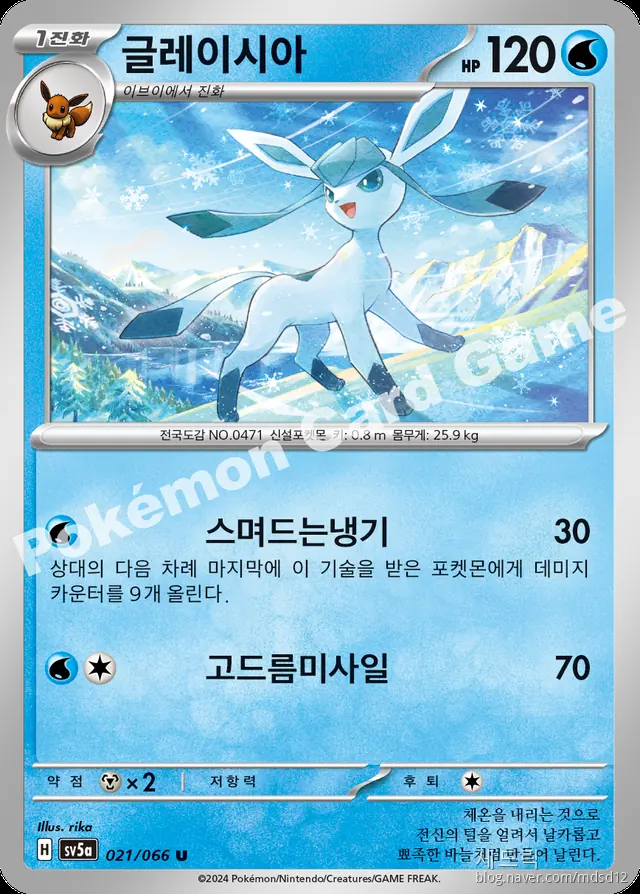 1진화
글레이시아
HP 120
이브이에서 진화
전국도감 NO.0471 신설포켓몬 키: 0.8 m 몸무게: 25.9 kg
Pokémon Card Game
스며드는냉기 30
상대의 다음 차례 마지막에 이 기술을 받은 포켓몬에게 데미지
카운터를 9개 올린다.
고드름미사일 70
약점 ×2 저항력 후퇴
체온을 내리는 것으로
전신의 털을 얼려서 날카롭고
뾰족한 바늘처럼 만들어 날린다.
Illus. rika
H sv5a 021/066 U
blog.naver.com/mdsd12
©2024 Pokémon/Nintendo/Creatures/GAME FREAK.